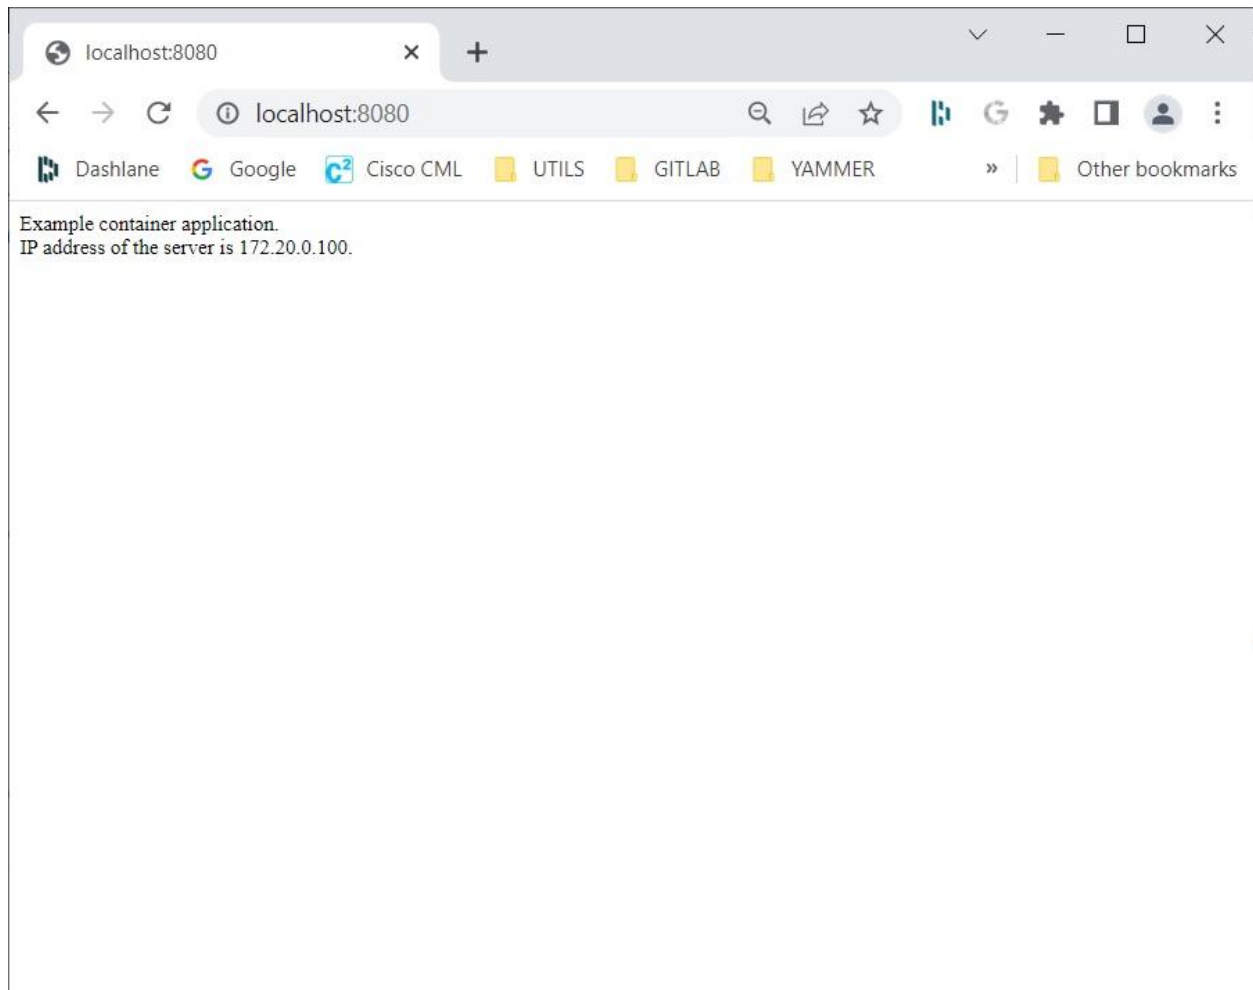 localhost:8080
localhost:8080
Dashlane Google Cisco CML UTILS GITLAB YAMMER » Other bookmarks
Example container application.
IP address of the server is 172.20.0.100.